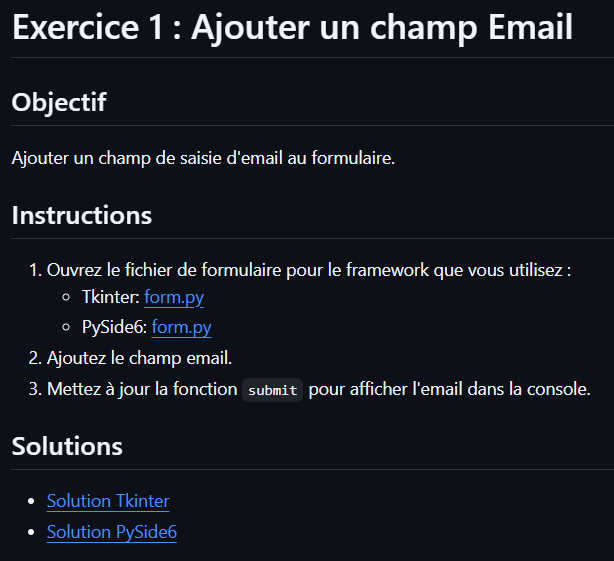 Exercice 1 : Ajouter un champ Email
Objectif
Ajouter un champ de saisie d'email au formulaire.
Instructions
1. Ouvrez le fichier de formulaire pour le framework que vous utilisez :
Tkinter: form.py
PySide6: form.py
2. Ajoutez le champ email.
3. Mettez à jour la fonction submit pour afficher l'email dans la console.
Solutions
Solution Tkinter
Solution PySide6